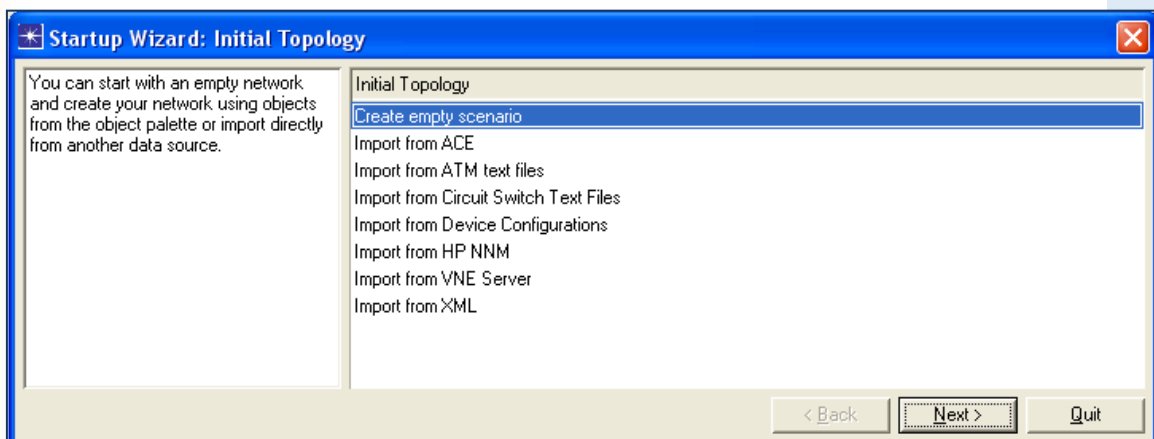 Startup Wizard: Initial Topology
You can start with an empty network
and create your network using objects
from the object palette or import directly
from another data source.
Initial Topology
Create empty scenario
Import from ACE
Import from ATM text files
Import from Circuit Switch Text Files
Import from Device Configurations
Import from HP NNM
Import from VNE Server
Import from XML
< Back
Next >
Quit